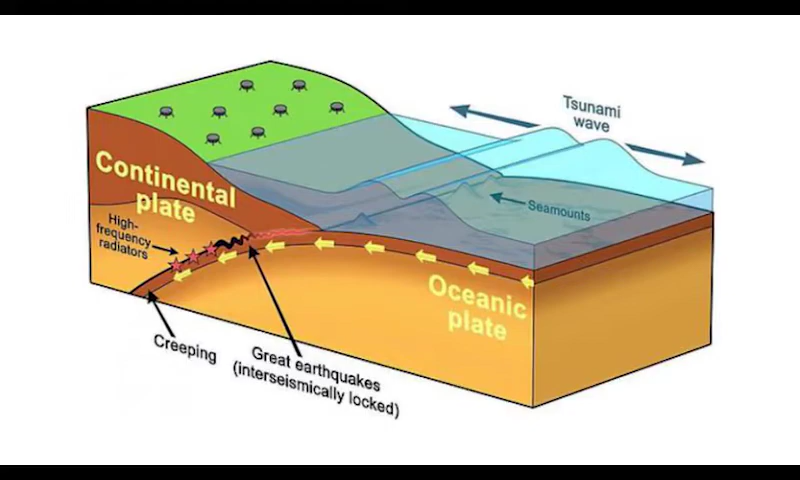 Tsunami
wave
Continental
plate
Seamounts
High-
frequency
radiators
Oceanic
plate
Creeping
Great earthquakes
(interseismically locked)